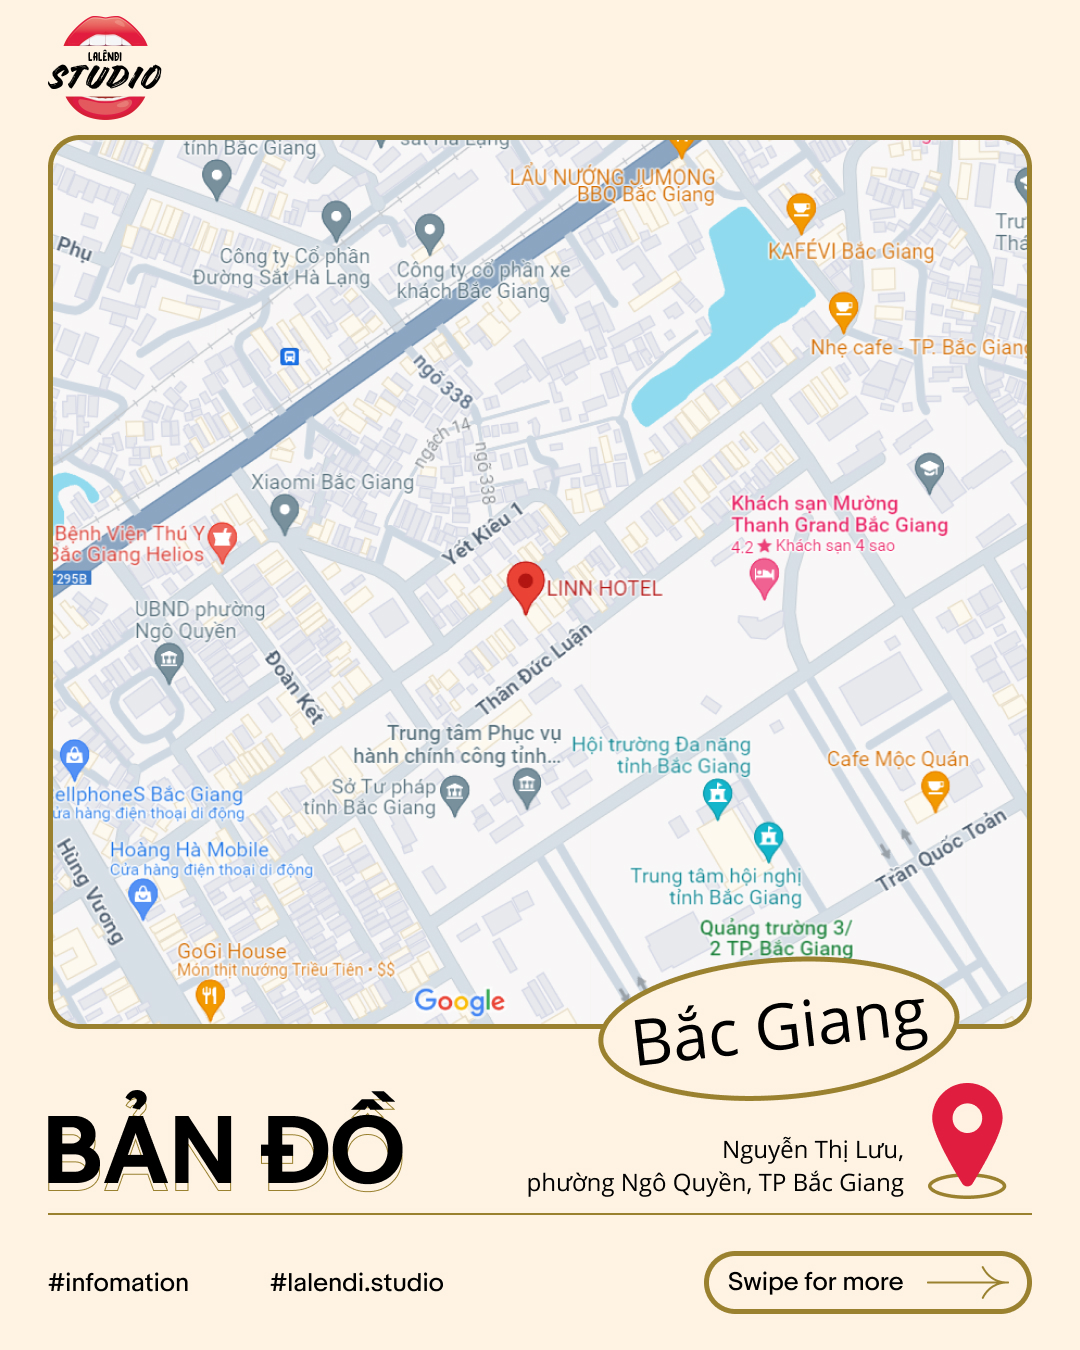 LALÊNĐI
STUDIO
tỉnh Bắc Giang
LẨU NƯỚNG JUMONG
BBQ Bắc Giang
Phụ
Công ty Cổ phần
Đường Sắt Hà Lạng
Công ty cổ phần xe
khách Bắc Giang
KAFÉVI Bắc Giang
Nhẹ cafe - TP. Bắc Giang
ngõ 338
ngách 14
ngõ 338
Xiaomi Bắc Giang
Yết Kiêu 1
Khách sạn Mường
Thanh Grand Bắc Giang
4.2 ★ Khách sạn 4 sao
Bệnh Viện Thú Y
Bắc Giang Helios
295B
LINN HOTEL
UBND phường
Ngô Quyền
Đoàn Kết
Thân Đức Luận
Trung tâm Phục vụ
hành chính công tỉnh...
Sở Tư pháp
tỉnh Bắc Giang
Hội trường Đa năng
tỉnh Bắc Giang
Cafe Mộc Quán
ellphoneS Bắc Giang
ửa hàng điện thoại di động
Hoàng Hà Mobile
Cửa hàng điện thoại di động
Hùng Vương
Trần Quốc Toản
Trung tâm hội nghị
tỉnh Bắc Giang
Quảng trường 3/
2 TP. Bắc Giang
GoGi House
Món thịt nướng Triều Tiên • $$
Google
Bắc Giang
BẢN ĐỒ
Nguyễn Thị Lưu,
phường Ngô Quyền, TP Bắc Giang
#infomation
#lalendi.studio
Swipe for more